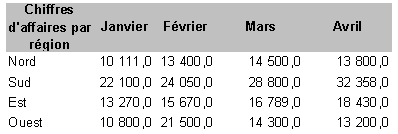 Chiffres
d'affaires par Janvier Février Mars Avril
région
Nord 10 111,0 13 400,0 14 500,0 13 800,0
Sud 22 100,0 24 050,0 28 800,0 32 358,0
Est 13 270,0 15 670,0 16 789,0 18 430,0
Ouest 10 800,0 21 500,0 14 300,0 13 200,0